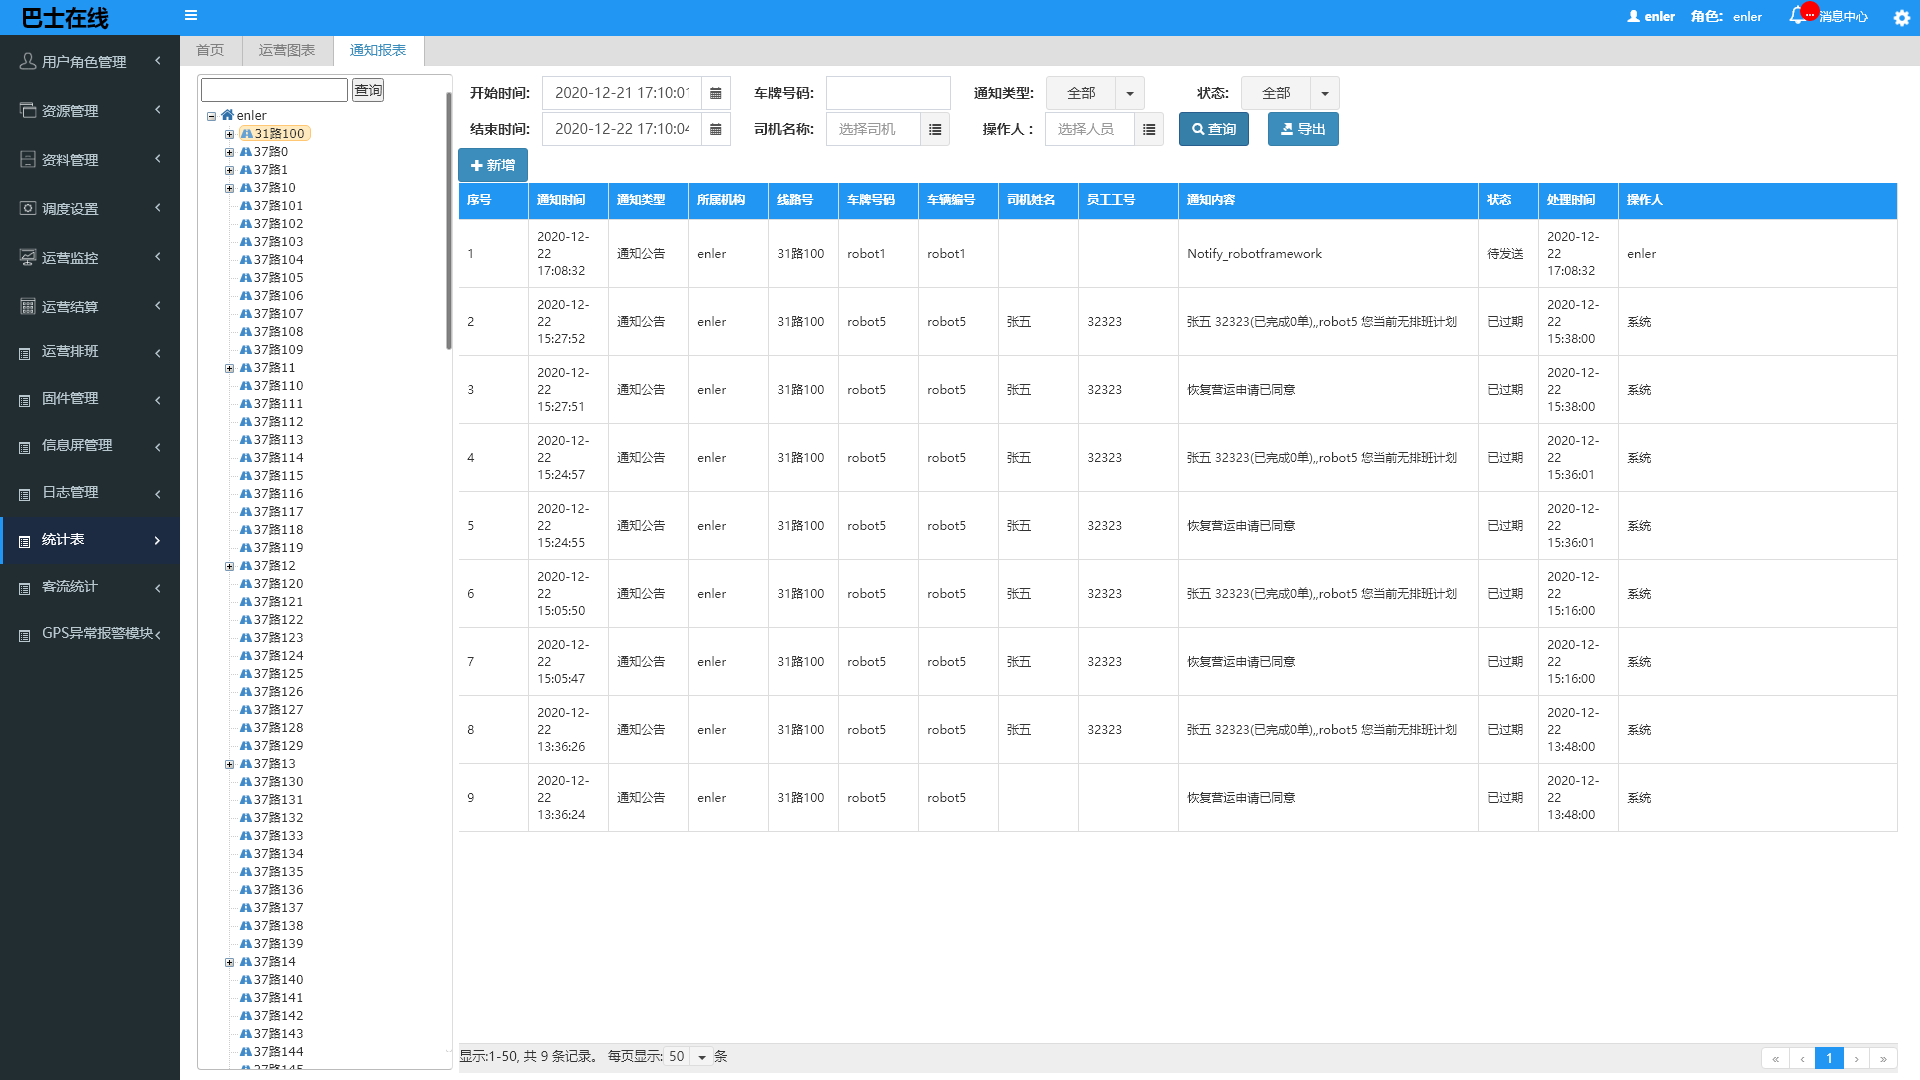 巴士在线
enler 角色: enler ... 消息中心
首页 运营图表 通知报表
用户角色管理
资源管理
资料管理
调度设置
运营监控
运营结算
运营排班
固件管理
信息屏管理
日志管理
统计表
客流统计
GPS异常报警模块
查询
enler
31路100
37路0
37路1
37路10
37路101
37路102
37路103
37路104
37路105
37路106
37路107
37路108
37路109
37路11
37路110
37路111
37路112
37路113
37路114
37路115
37路116
37路117
37路118
37路119
37路12
37路120
37路121
37路122
37路123
37路124
37路125
37路126
37路127
37路128
37路129
37路13
37路130
37路131
37路132
37路133
37路134
37路135
37路136
37路137
37路138
37路139
37路14
37路140
37路141
37路142
37路143
37路144
开始时间: 2020-12-21 17:10:01 车牌号码: 通知类型: 全部 状态: 全部
结束时间: 2020-12-22 17:10:04 司机名称: 选择司机 操作人 : 选择人员 查询 导出
新增
序号 通知时间 通知类型 所属机构 线路号 车牌号码 车辆编号 司机姓名 员工工号 通知内容 状态 处理时间 操作人
1 2020-12-22 17:08:32 通知公告 enler 31路100 robot1 robot1 Notify_robotframework 待发送 2020-12-22 17:08:32 enler
2 2020-12-22 15:27:52 通知公告 enler 31路100 robot5 robot5 张五 32323 张五 32323(已完成0单),,robot5 您当前无排班计划 已过期 2020-12-22 15:38:00 系统
3 2020-12-22 15:27:51 通知公告 enler 31路100 robot5 robot5 张五 32323 恢复营运申请已同意 已过期 2020-12-22 15:38:00 系统
4 2020-12-22 15:24:57 通知公告 enler 31路100 robot5 robot5 张五 32323 张五 32323(已完成0单),,robot5 您当前无排班计划 已过期 2020-12-22 15:36:01 系统
5 2020-12-22 15:24:55 通知公告 enler 31路100 robot5 robot5 张五 32323 恢复营运申请已同意 已过期 2020-12-22 15:36:01 系统
6 2020-12-22 15:05:50 通知公告 enler 31路100 robot5 robot5 张五 32323 张五 32323(已完成0单),,robot5 您当前无排班计划 已过期 2020-12-22 15:16:00 系统
7 2020-12-22 15:05:47 通知公告 enler 31路100 robot5 robot5 张五 32323 恢复营运申请已同意 已过期 2020-12-22 15:16:00 系统
8 2020-12-22 13:36:26 通知公告 enler 31路100 robot5 robot5 张五 32323 张五 32323(已完成0单),,robot5 您当前无排班计划 已过期 2020-12-22 13:48:00 系统
9 2020-12-22 13:36:24 通知公告 enler 31路100 robot5 robot5 恢复营运申请已同意 已过期 2020-12-22 13:48:00 系统
显示:1-50, 共 9 条记录。 每页显示: 50 条
« ‹ 1 › »